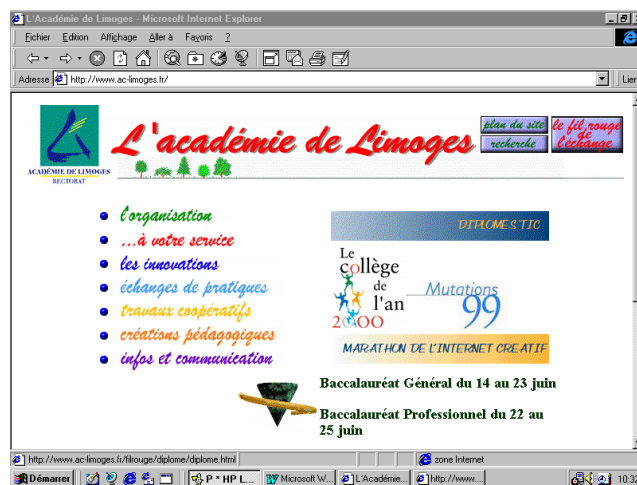 L'Académie de Limoges - Microsoft Internet Explorer
Fichier Edition Affichage Aller à Favoris ?
Adresse http://www.ac-limoges.fr/ Lien
L'académie de Limoges
plan du site
recherche
le fil rouge
de
l'échange
ACADÉMIE DE LIMOGES
RECTORAT
l'organisation
...à votre service
les innovations
échanges de pratiques
travaux coopératifs
créations pédagogiques
infos et communication
DIPLOMES TIC
Le
collège
de
l'an
2000
Mutations
99
MARATHON DE L'INTERNET CREATIF
Baccalauréat Général du 14 au 23 juin
Baccalauréat Professionnel du 22 au
25 juin
http://www.ac-limoges.fr/filrouge/diplome/diplome.html zone Internet
Démarrer P * HP L... Microsoft W... L'Académie... http://www.... 10:32